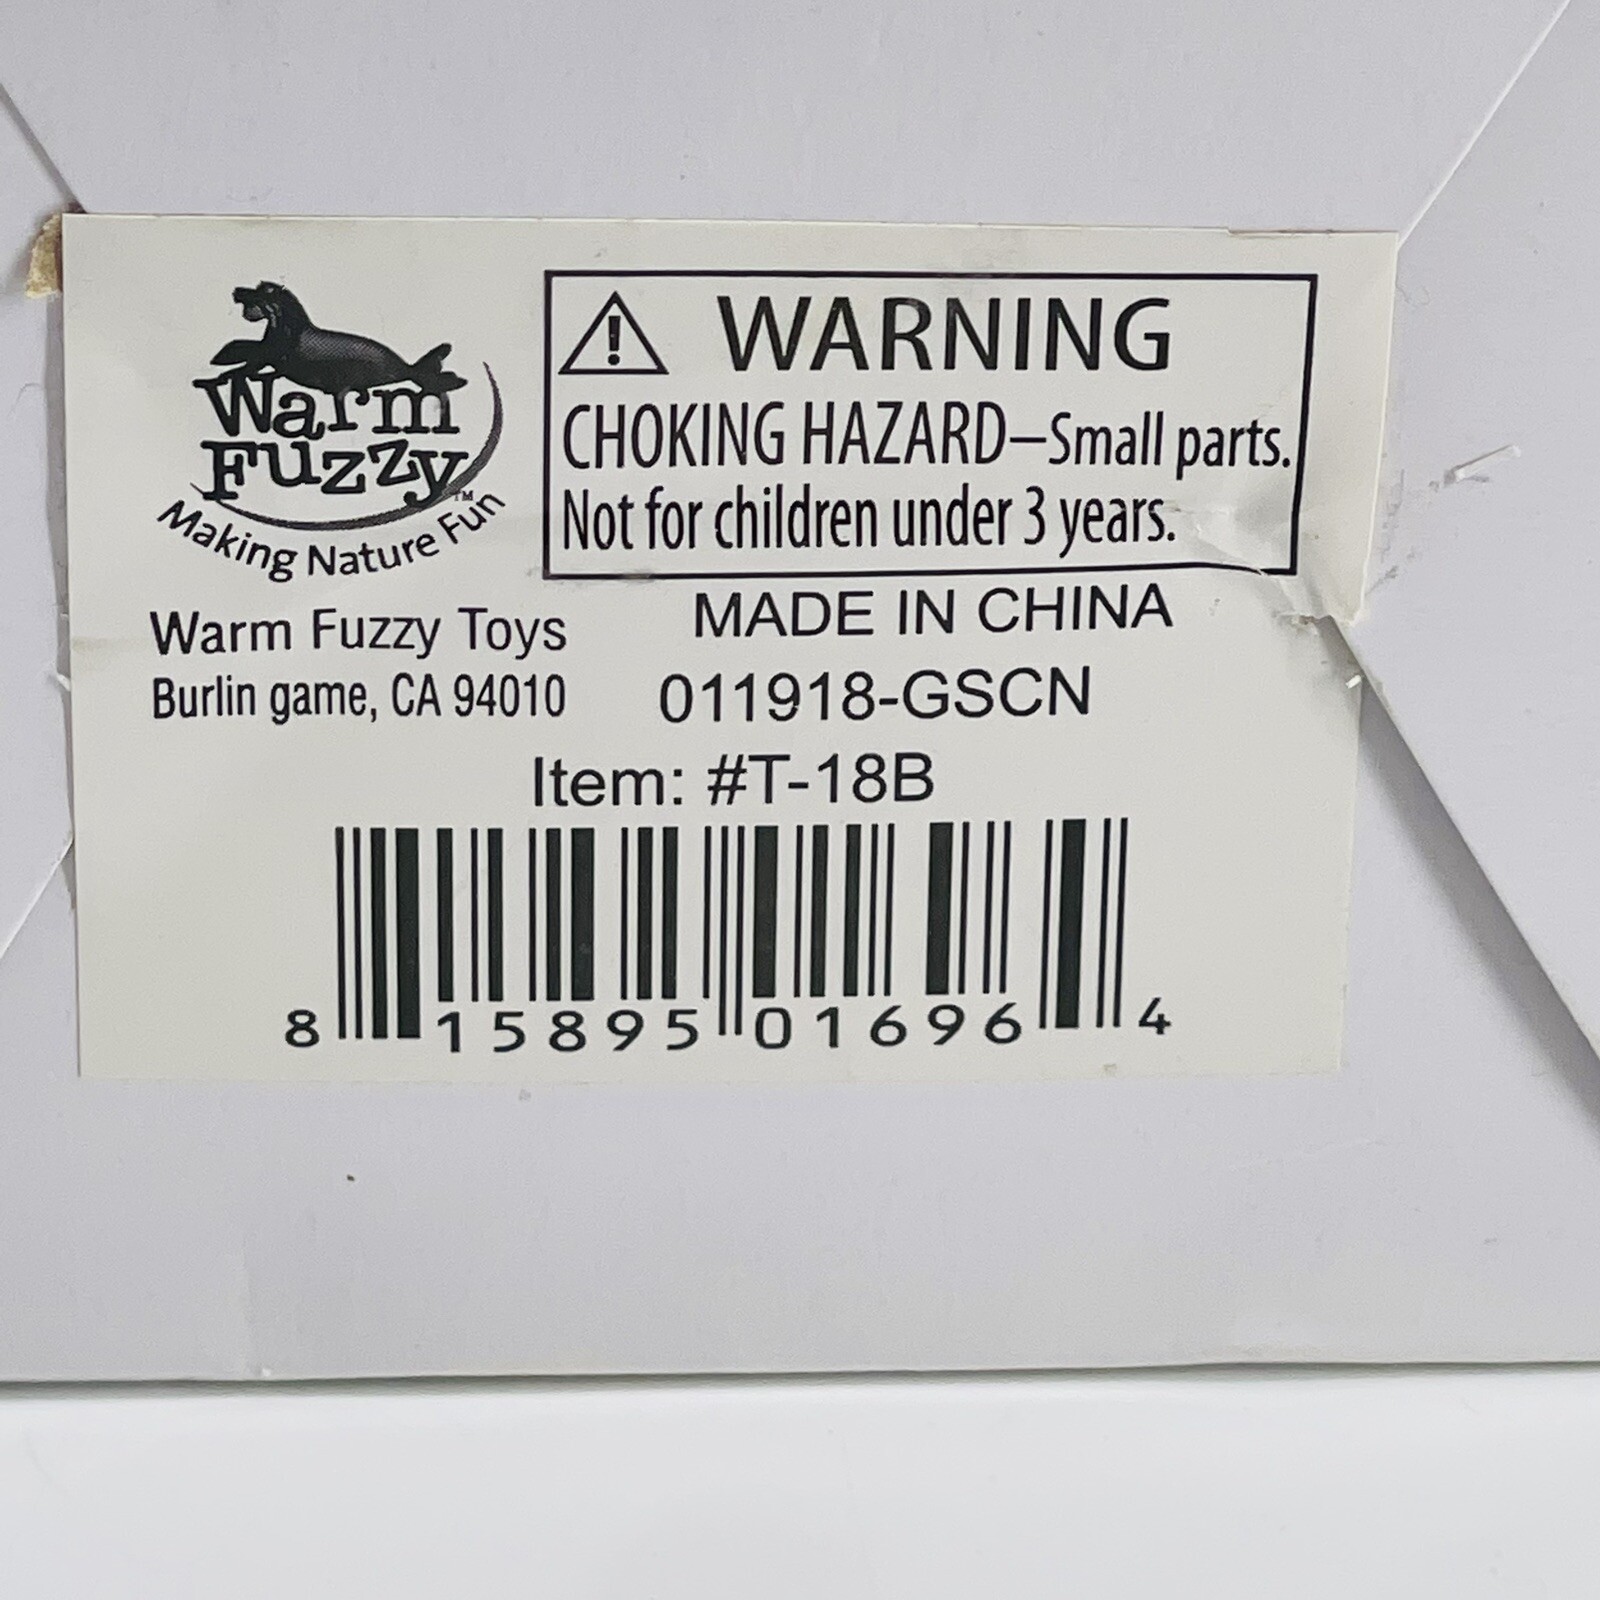 Warm
Fuzzy™
Making Nature Fun
Warm Fuzzy Toys
Burlin game, CA 94010
WARNING
CHOKING HAZARD—Small parts.
Not for children under 3 years.
MADE IN CHINA
011918-GSCN
Item: #T-18B
8 15895 01696 4